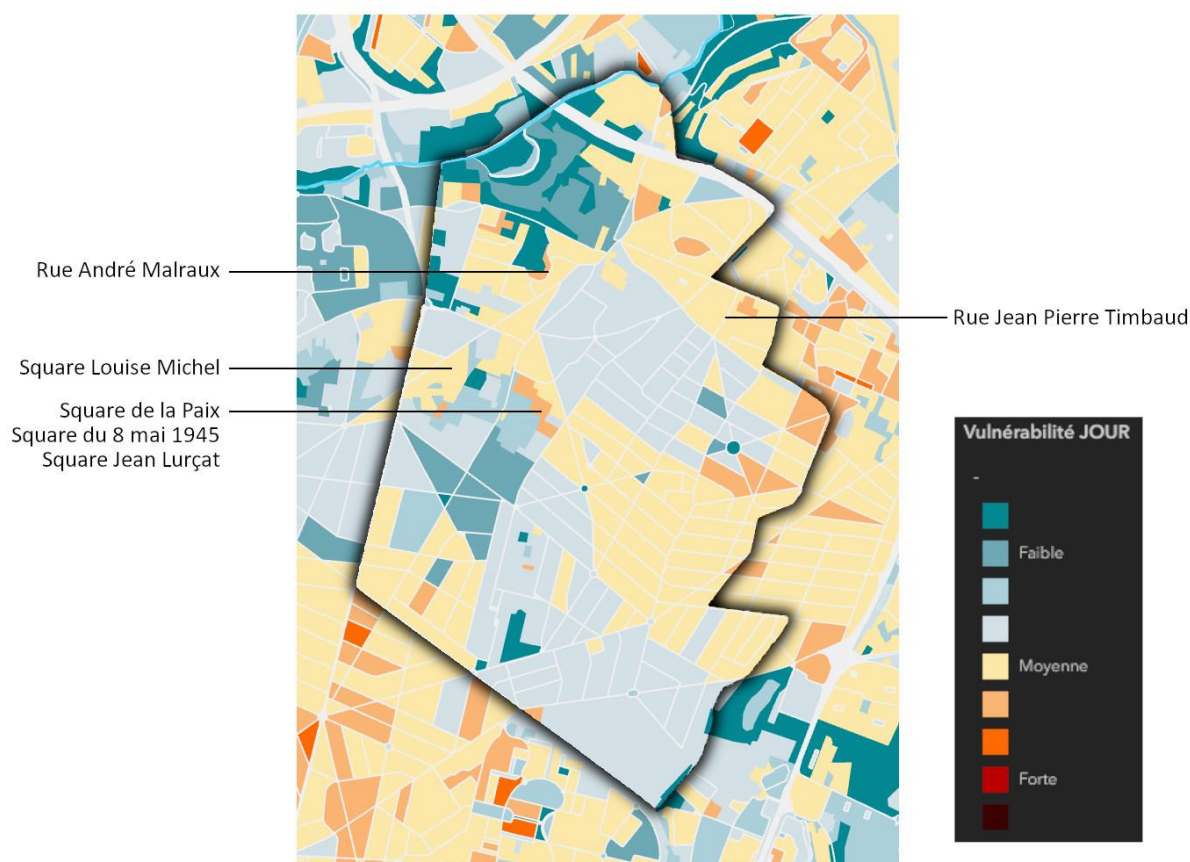 Rue André Malraux
Square Louise Michel
Square de la Paix
Square du 8 mai 1945
Square Jean Lurçat
Rue Jean Pierre Timbaud
Vulnérabilité JOUR
-
Faible
Moyenne
Forte